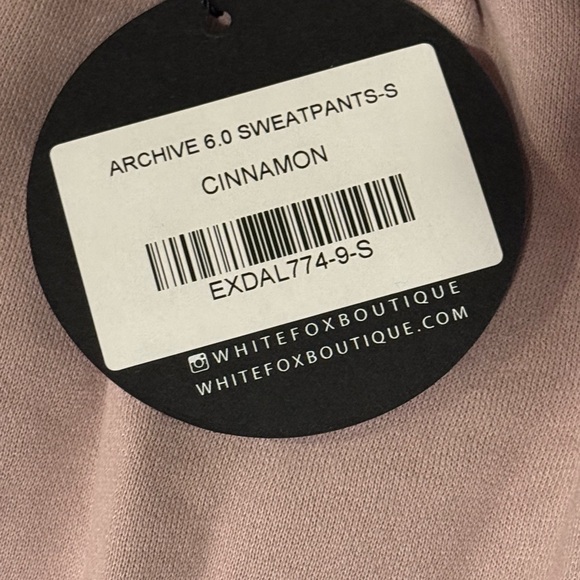 ARCHIVE 6.0 SWEATPANTS-S
CINNAMON
EXDAL774-9-S
WHITEFOXBOUTIQUE
WHITEFOXBOUTIQUE.COM